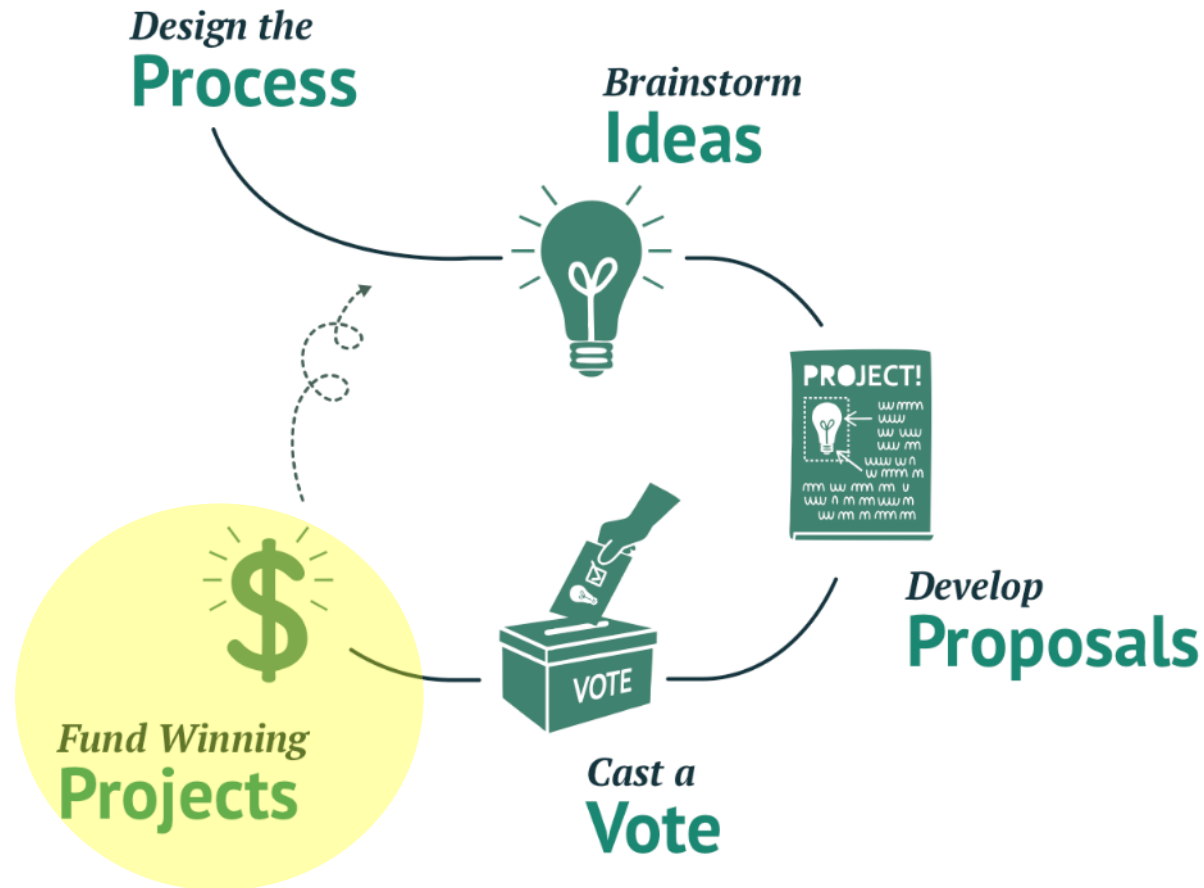 Design the
Process
Brainstorm
Ideas
PROJECT!
Develop
Proposals
VOTE
Cast a
Vote
Fund Winning
Projects